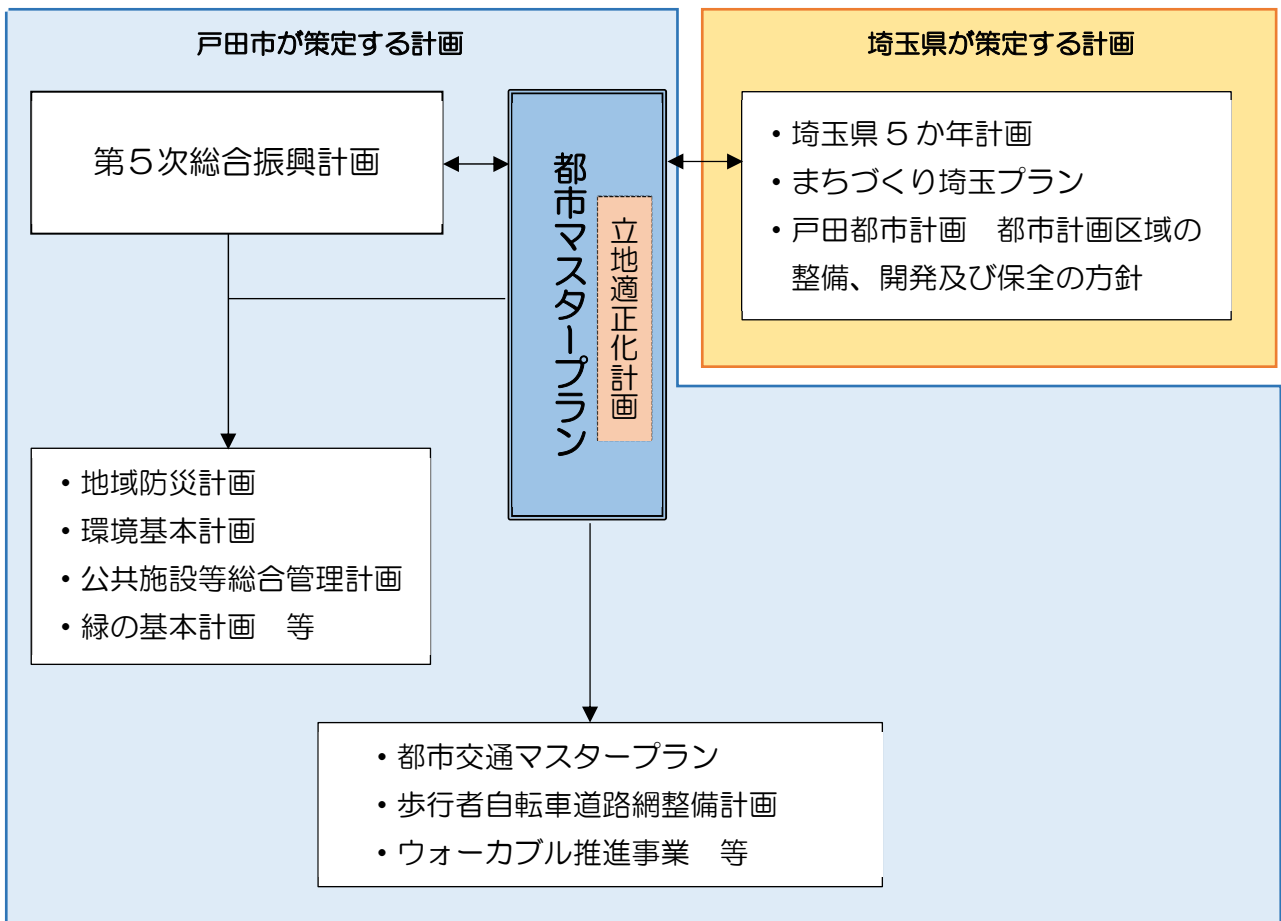 戸田市が策定する計画
埼玉県が策定する計画
第５次総合振興計画
都市マスタープラン
立地適正化計画
・埼玉県５か年計画
・まちづくり埼玉プラン
・戸田都市計画　都市計画区域の
整備、開発及び保全の方針
・地域防災計画
・環境基本計画
・公共施設等総合管理計画
・緑の基本計画　等
・都市交通マスタープラン
・歩行者自転車道路網整備計画
・ウォーカブル推進事業　等